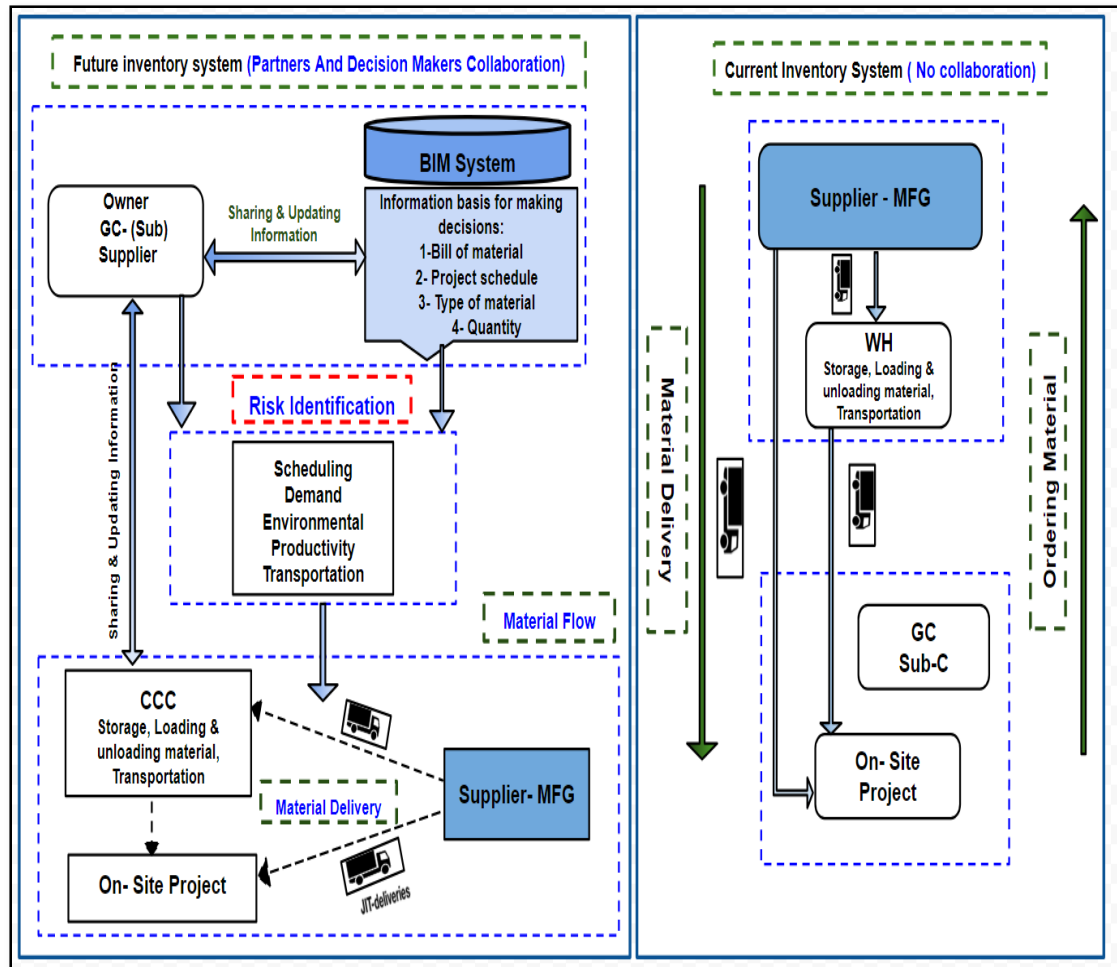 Future inventory system (Partners And Decision Makers Collaboration)
BIM System
Owner
GC- (Sub)
Supplier
Sharing & Updating
Information
Information basis for making
decisions:
1-Bill of material
2- Project schedule
3- Type of material
4- Quantity
Sharing & Updating Information
Risk Identification
Scheduling
Demand
Environmental
Productivity
Transportation
Material Flow
CCC
Storage, Loading &
unloading material,
Transportation
Material Delivery
Supplier- MFG
On- Site Project
JIT-deliveries
Current Inventory System ( No collaboration)
Supplier - MFG
WH
Storage, Loading &
unloading material,
Transportation
Material Delivery
Ordering Material
GC
Sub-C
On- Site
Project